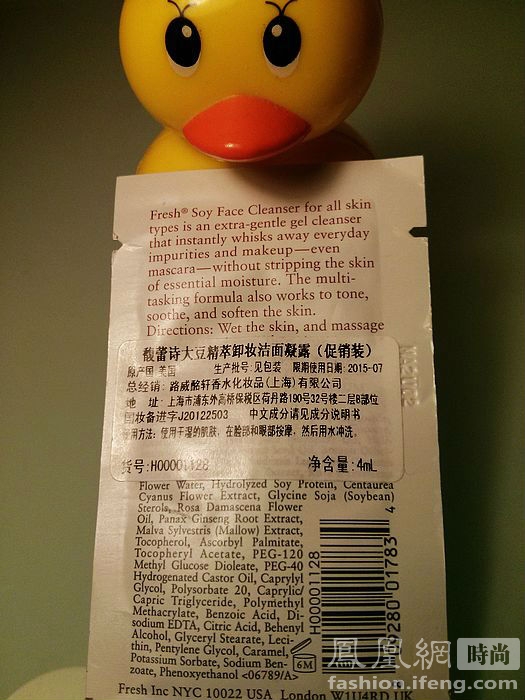 Fresh® Soy Face Cleanser for all skin
types is an extra-gentle gel cleanser
that instantly whisks away everyday
impurities and makeup—even
mascara—without stripping the skin
of essential moisture. The multi-
tasking formula also works to tone,
soothe, and soften the skin.
Directions: Wet the skin, and massage
馥蕾诗大豆精萃卸妆洁面凝露（促销装）
原产国:美国 生产批号:见包装 限期使用日期:2015-07
总经销:路威酩轩香水化妆品(上海)有限公司
地 址:上海市浦东外高桥保税区荷丹路190号32号楼二层B部位
国妆备进字J20122503 中文成分请见成分说明书
使用方法:使用于湿的肌肤,在脸部和眼部按摩,然后用水冲洗。
货号:H00001128 净含量:4mL
Flower Water, Hydrolyzed Soy Protein, Centaurea
Cyanus Flower Extract, Glycine Soja (Soybean)
Sterols, Rosa Damascena Flower
Oil, Panax Ginseng Root Extract,
Malva Sylvestris (Mallow) Extract,
Tocopherol, Ascorbyl Palmitate,
Tocopheryl Acetate, PEG-120
Methyl Glucose Dioleate, PEG-40
Hydrogenated Castor Oil, Caprylyl
Glycol, Polysorbate 20, Caprylic/
Capric Triglyceride, Polymethyl
Methacrylate, Benzoic Acid, Di-
sodium EDTA, Citric Acid, Behenyl
Alcohol, Glyceryl Stearate, Leci-
thin, Pentylene Glycol, Caramel,
Potassium Sorbate, Sodium Ben-
zoate, Phenoxyethanol <06789/A>
H00001128
280 01783 4
6M
Fresh Inc NYC 10022 USA London W1U4RD UK
鳳凰網 時尚
fashion.ifeng.com